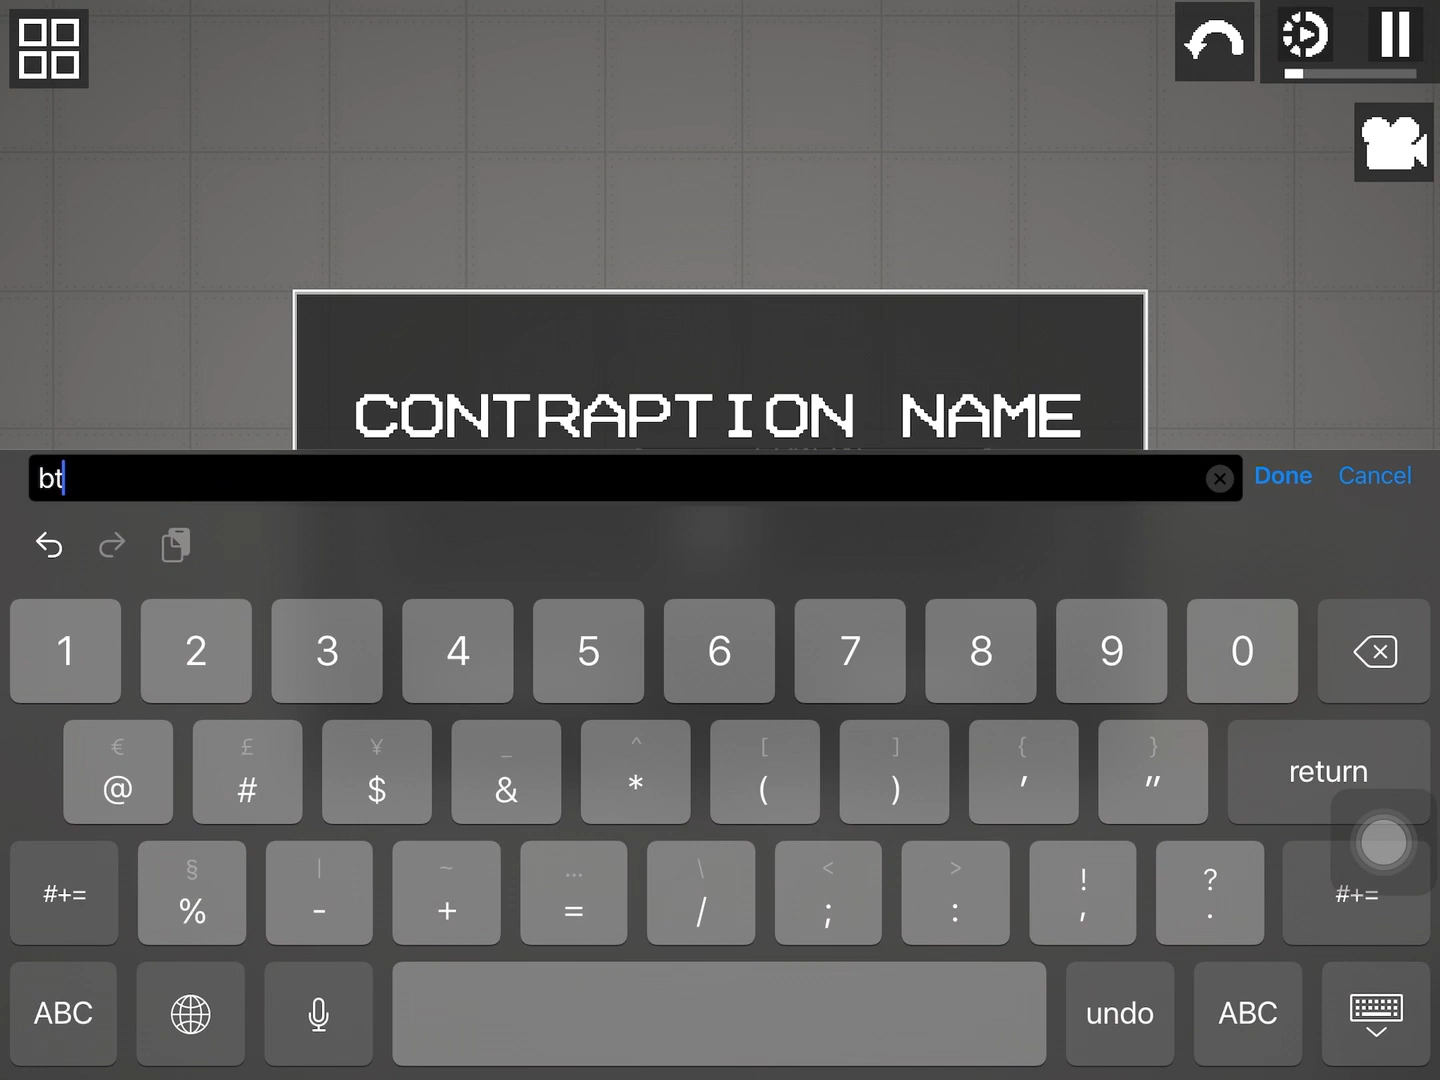 CONTRAPTION NAME
bt
Done Cancel
1 2 3 4 5 6 7 8 9 0
€ £ ¥ _ ^ [ ] { }
@ # $ & * ( ) ' "
return
§ | ~ … \ < > ! ?
#+= % - + = / ; : , . #+=
ABC undo ABC